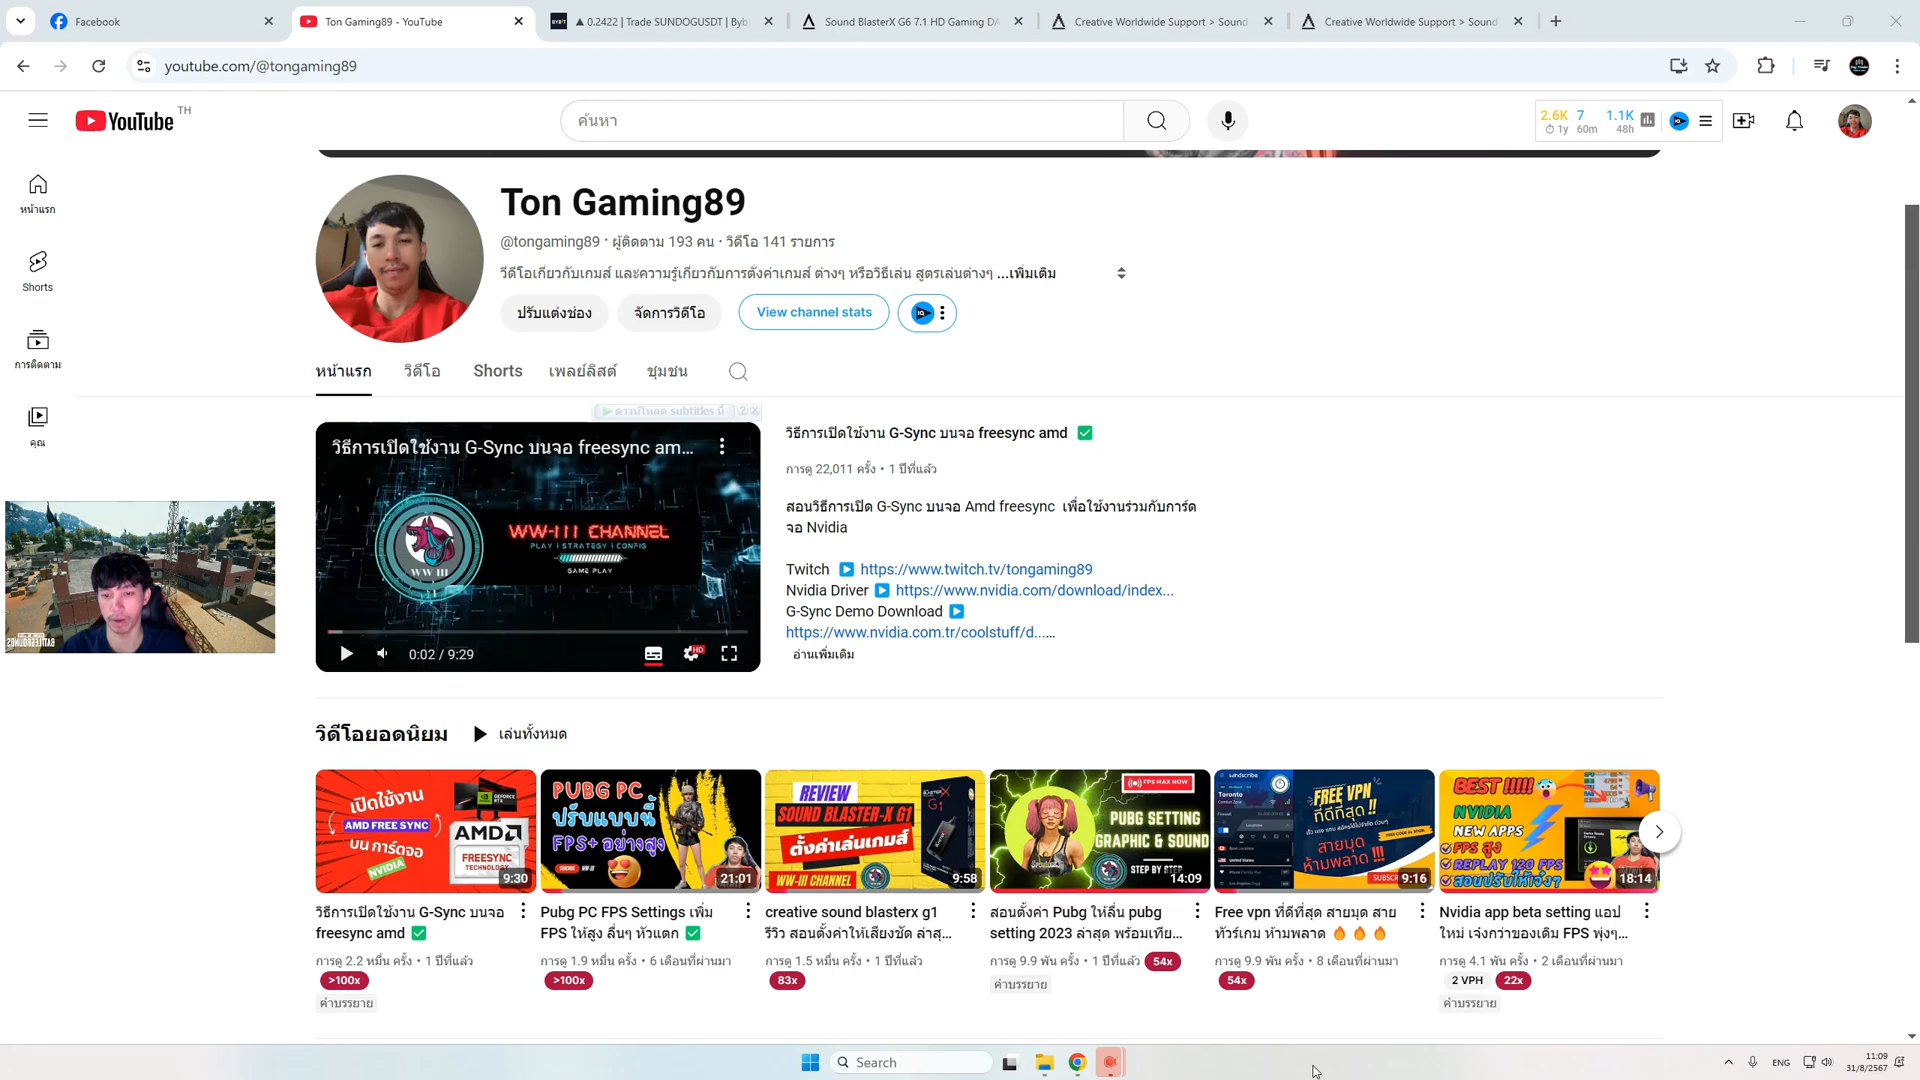 Facebook
Ton Gaming89 - YouTube
▲ 0.2422 | Trade SUNDOGUSDT | Byb
Sound BlasterX G6 7.1 HD Gaming DA
Creative Worldwide Support > Sound
Creative Worldwide Support > Sound
youtube.com/@tongaming89
YouTube TH
ค้นหา
2.6K 7 1.1K
1y 60m 48h
หน้าแรก
Shorts
การติดตาม
คุณ
Ton Gaming89
@tongaming89 · ผู้ติดตาม 193 คน · วิดีโอ 141 รายการ
วีดีโอเกี่ยวกับเกมส์ และความรู้เกี่ยวกับการตั้งค่าเกมส์ ต่างๆ หรือวิธีเล่น สูตรเล่นต่างๆ ...เพิ่มเติม
ปรับแต่งช่อง
จัดการวิดีโอ
View channel stats
หน้าแรก
วิดีโอ
Shorts
เพลย์ลิสต์
ชุมชน
ดาวน์โหลด subtitles นี้
วิธีการเปิดใช้งาน G-Sync บนจอ freesync am...
WW-III CHANNEL
PLAY | STRATEGY | CONFIG
GAME PLAY
WW III
0:02 / 9:29
HD
วิธีการเปิดใช้งาน G-Sync บนจอ freesync amd ✅
การดู 22,011 ครั้ง • 1 ปีที่แล้ว
สอนวิธีการเปิด G-Sync บนจอ Amd freesync เพื่อใช้งานร่วมกับการ์ด
จอ Nvidia
Twitch ▶ https://www.twitch.tv/tongaming89
Nvidia Driver ▶ https://www.nvidia.com/download/index...
G-Sync Demo Download ▶
https://www.nvidia.com.tr/coolstuff/d......
อ่านเพิ่มเติม
วิดีโอยอดนิยม
เล่นทั้งหมด
เปิดใช้งาน
AMD FREE SYNC
บน การ์ดจอ
NVIDIA
GEFORCE
RTX
AMD
FREESYNC
TECHNOLOGY
9:30
PUBG PC
ปรับแบบนี้
FPS+ อย่างสูง
21:01
REVIEW
SOUND BLASTER-X G1
ตั้งค่าเล่นเกมส์
WW-III CHANNEL
BLASTERX
G1
9:58
FPS MAX NOW
PUBG SETTING
GRAPHIC & SOUND
STEP BY STEP
14:09
windscribe
Toronto
FREE VPN
ที่ดีที่สุด !!
สายมุด
ห้ามพลาด !!!
9:16
BEST !!!!!
NVIDIA
NEW APPS
FPS สูง
REPLAY 120 FPS
สอนปรับให้เจ๋งๆ
18:14
วิธีการเปิดใช้งาน G-Sync บนจอ
freesync amd ✅
การดู 2.2 หมื่น ครั้ง • 1 ปีที่แล้ว
>100x
คำบรรยาย
Pubg PC FPS Settings เพิ่ม
FPS ให้สูง ลื่นๆ หัวแตก ✅
การดู 1.9 หมื่น ครั้ง • 6 เดือนที่ผ่านมา
>100x
creative sound blasterx g1
รีวิว สอนตั้งค่าให้เสียงชัด ล่าสุ...
การดู 1.5 หมื่น ครั้ง • 1 ปีที่แล้ว
83x
สอนตั้งค่า Pubg ให้ลื่น pubg
setting 2023 ล่าสุด พร้อมเทีย...
การดู 9.9 พัน ครั้ง • 1 ปีที่แล้ว
54x
คำบรรยาย
Free vpn ที่ดีที่สุด สายมุด สาย
ทัวร์เกม ห้ามพลาด 🔥 🔥 🔥
การดู 9.9 พัน ครั้ง • 8 เดือนที่ผ่านมา
54x
Nvidia app beta setting แอป
ใหม่ เจ๋งกว่าของเดิม FPS พุ่งๆ...
การดู 4.1 พัน ครั้ง • 2 เดือนที่ผ่านมา
2 VPH 22x
คำบรรยาย
Search
ENG
11:09
31/8/2567